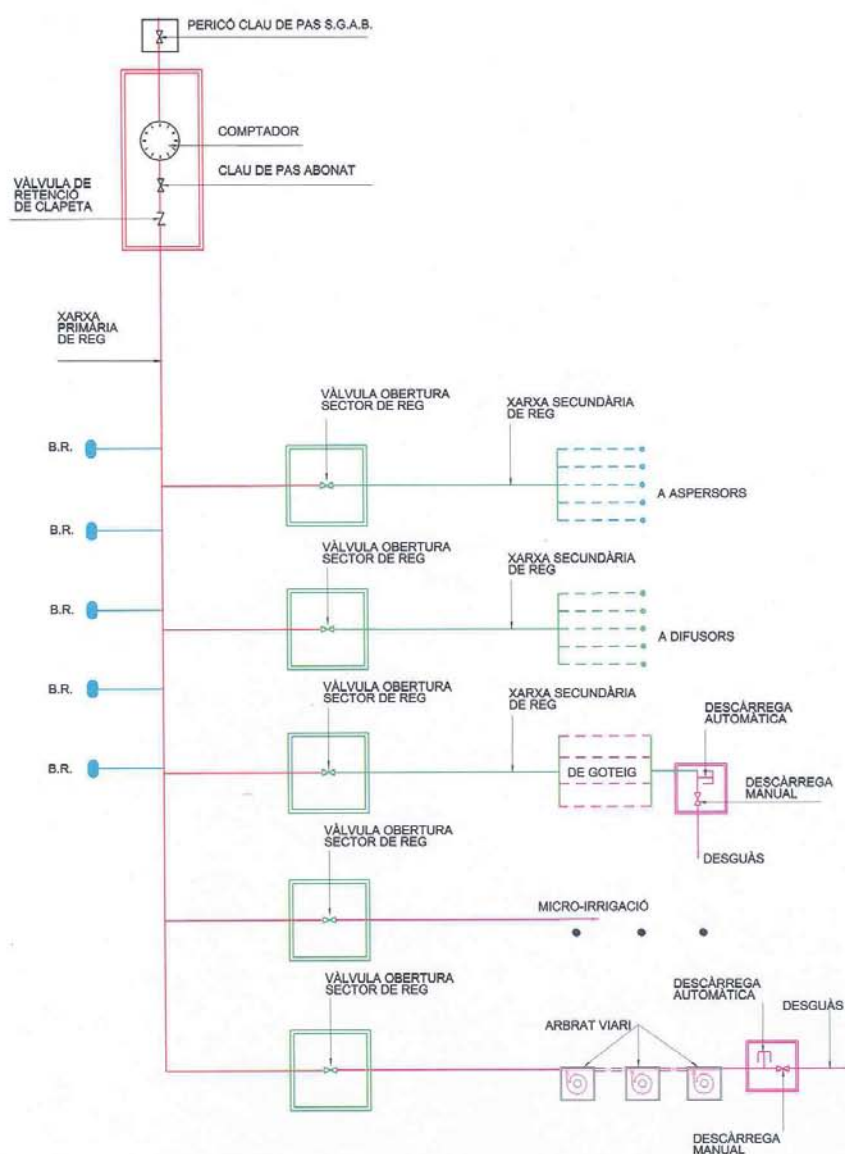 PERICÓ CLAU DE PAS S.G.A.B.
COMPTADOR
CLAU DE PAS ABONAT
VÀLVULA DE
RETENCIÓ
DE CLAPETA
XARXA
PRIMÀRIA
DE REG
VÀLVULA OBERTURA
SECTOR DE REG
XARXA SECUNDÀRIA
DE REG
B.R.
A ASPERSORS
B.R.
VÀLVULA OBERTURA
SECTOR DE REG
XARXA SECUNDÀRIA
DE REG
B.R.
A DIFUSORS
B.R.
VÀLVULA OBERTURA
SECTOR DE REG
XARXA SECUNDÀRIA
DE REG
DESCÀRREGA
AUTOMÀTICA
B.R.
DE GOTEIG
DESCÀRREGA
MANUAL
DESGUÀS
VÀLVULA OBERTURA
SECTOR DE REG
MICRO-IRRIGACIÓ
VÀLVULA OBERTURA
SECTOR DE REG
DESCÀRREGA
AUTOMÀTICA
DESGUÀS
ARBRAT VIARI
DESCÀRREGA
MANUAL